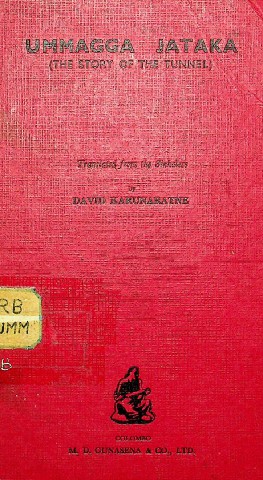 UMMAGGA JATAKA
(THE STORY OF THE TUNNEL)
Translated from the Sinhalese
BY
DAVID KARUNARATNE
RB
UMM
B
COLOMBO
M. D. GUNASENA & CO., LTD.